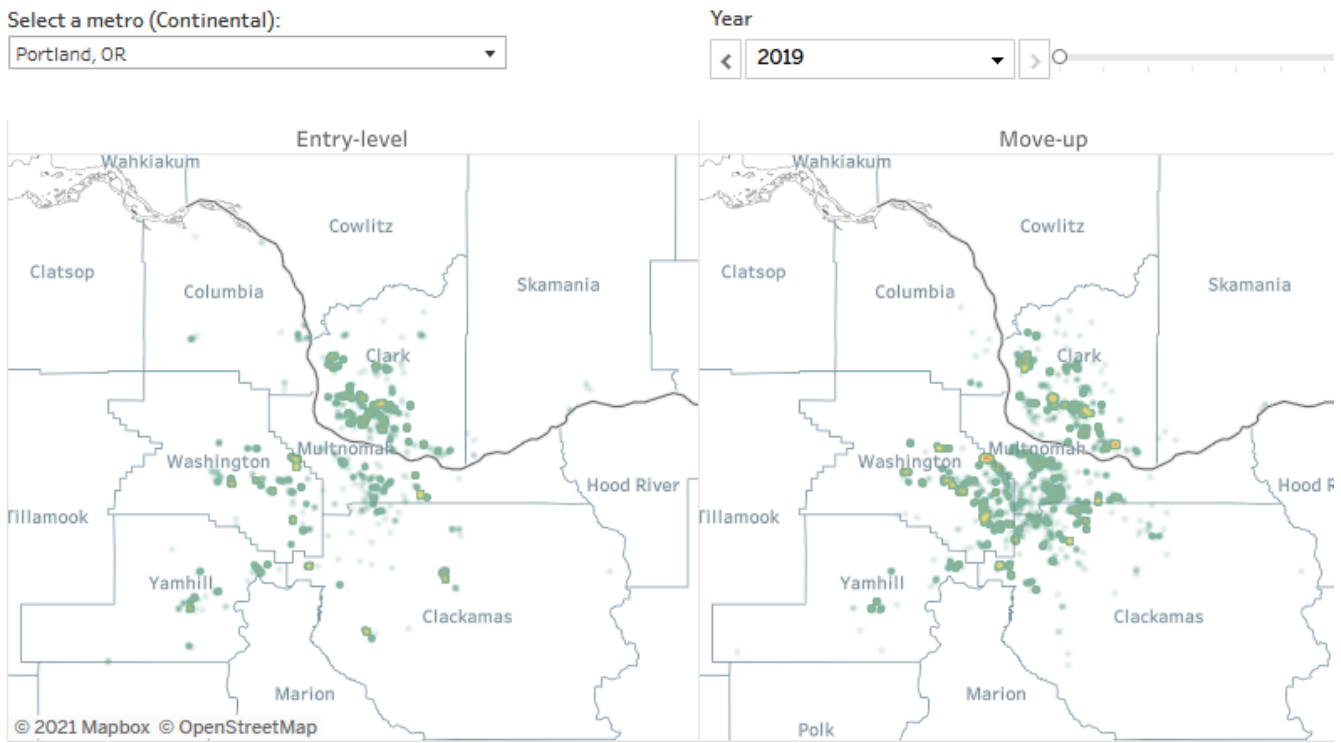 Select a metro (Continental):
Year
Portland, OR
2019
Entry-level
Move-up
Wahkiakum
Wahkiakum
Cowlitz
Cowlitz
Clatsop
Clatsop
Skamania
Skamania
Columbia
Columbia
Clark
Clark
Multnomah
Multnomah
Washington
Washington
Hood River
Hood R
Tillamook
Tillamook
Yamhill
Yamhill
Clackamas
Clackamas
Marion
Marion
© 2021 Mapbox © OpenStreetMap
Polk